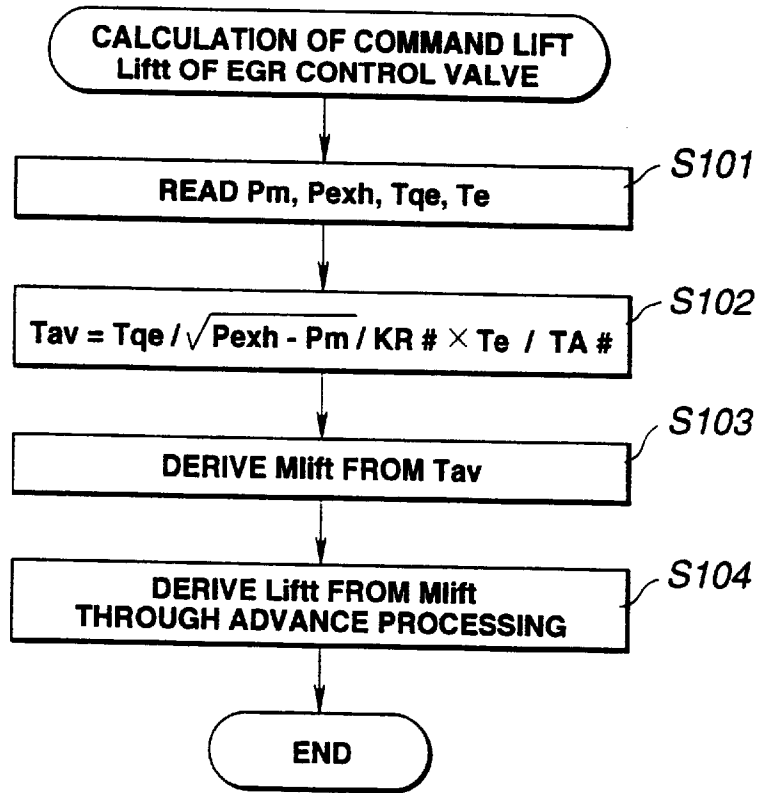 CALCULATION OF COMMAND LIFT
Liftt OF EGR CONTROL VALVE
S101
READ Pm, Pexh, Tqe, Te
S102
Tav = Tqe / √Pexh - Pm / KR # × Te / TA #
S103
DERIVE Mlift FROM Tav
S104
DERIVE Liftt FROM Mlift
THROUGH ADVANCE PROCESSING
END